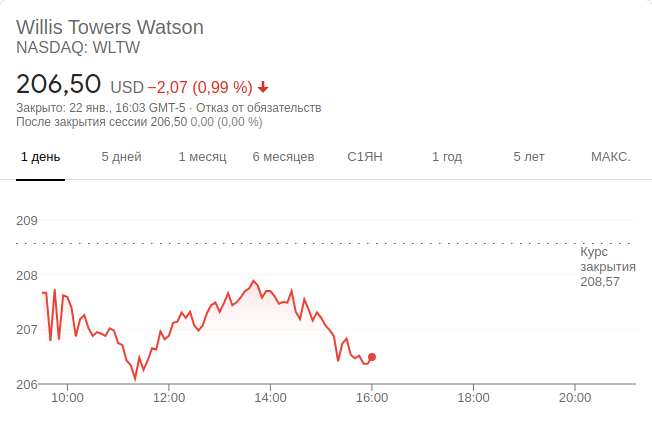 Willis Towers Watson
NASDAQ: WLTW
206,50 USD −2,07 (0,99 %)
Закрыто: 22 янв., 16:03 GMT-5 · Отказ от обязательств
После закрытия сессии 206,50 0,00 (0,00 %)
1 день 5 дней 1 месяц 6 месяцев С1ЯН 1 год 5 лет МАКС.
209
Курс
закрытия
208,57
208
207
206
10:00 12:00 14:00 16:00 18:00 20:00